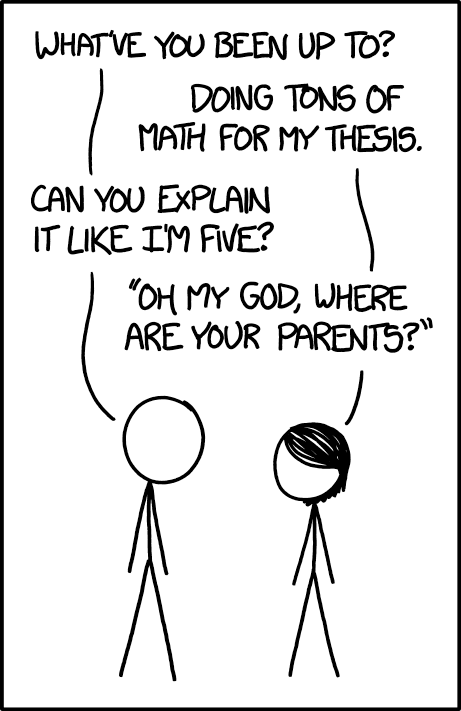 WHAT'VE YOU BEEN UP TO?
DOING TONS OF
MATH FOR MY THESIS.
CAN YOU EXPLAIN
IT LIKE I'M FIVE?
"OH MY GOD, WHERE
ARE YOUR PARENTS?"